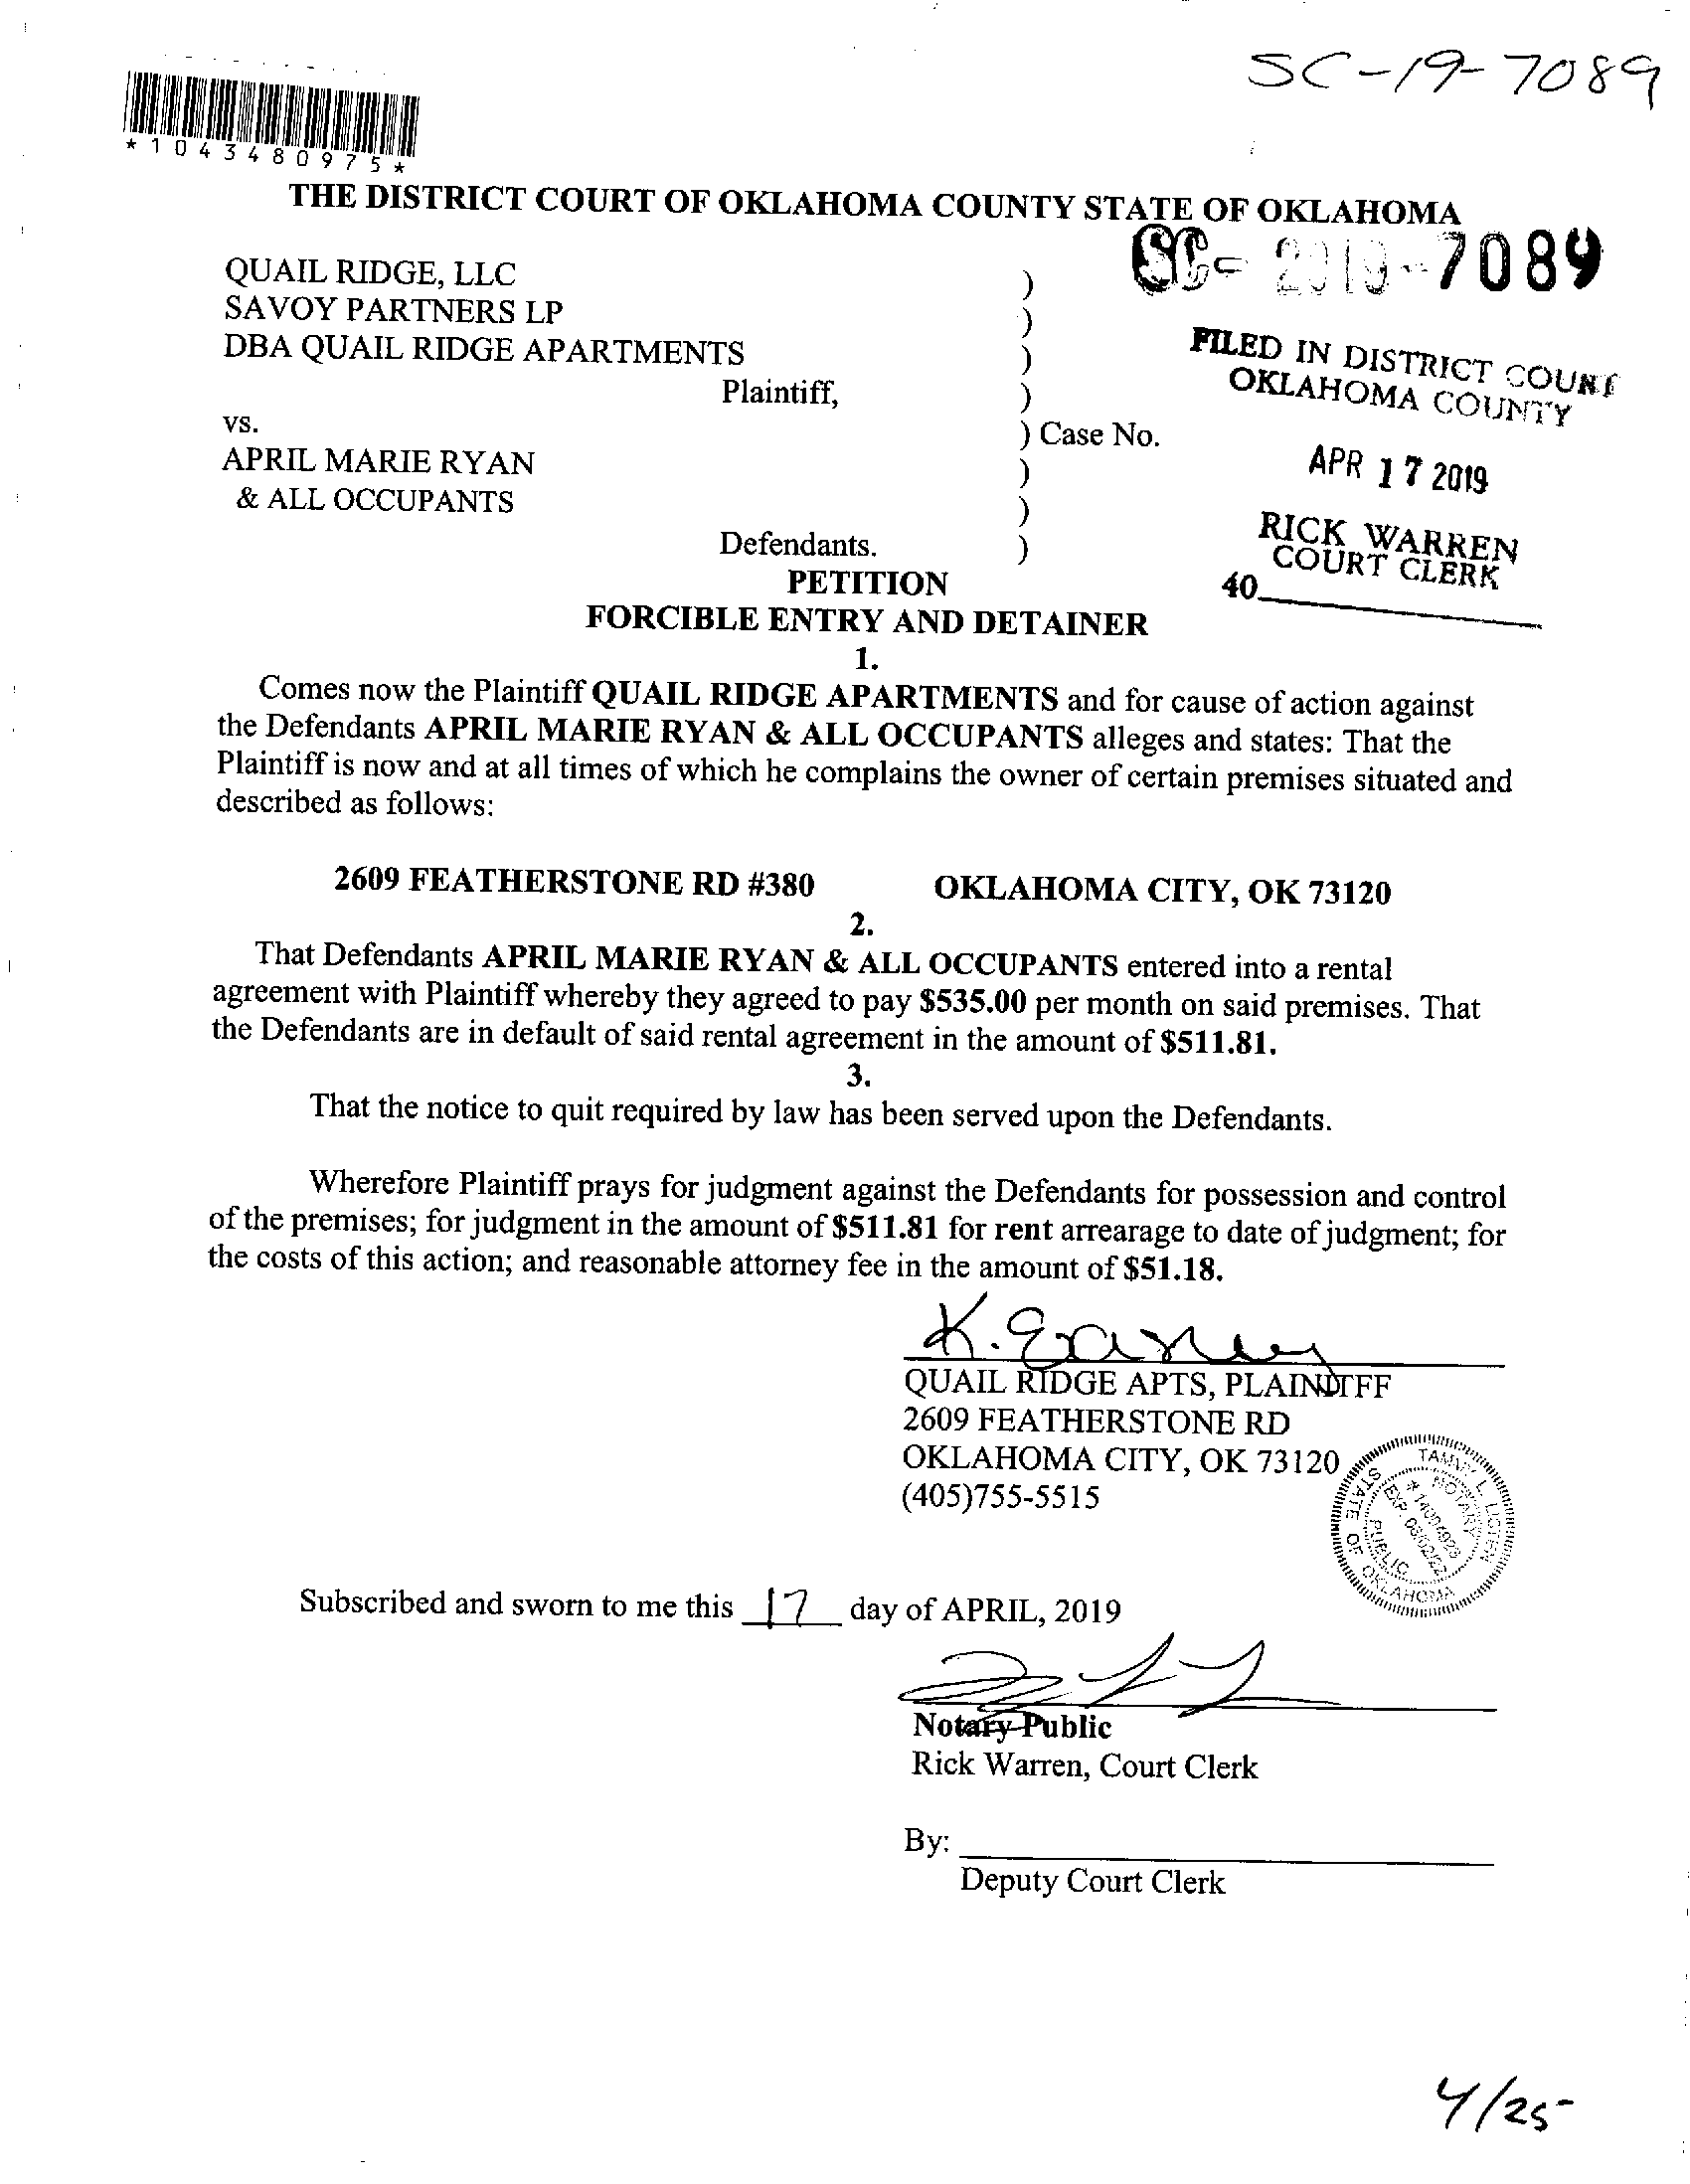 SC-19-7089
*1043480975*
THE DISTRICT COURT OF OKLAHOMA COUNTY STATE OF OKLAHOMA
SC- 2019-7089
QUAIL RIDGE, LLC )
SAVOY PARTNERS LP )
DBA QUAIL RIDGE APARTMENTS )
Plaintiff, )
vs. ) Case No.
APRIL MARIE RYAN )
& ALL OCCUPANTS )
Defendants. )
FILED IN DISTRICT COURT
OKLAHOMA COUNTY
APR 17 2019
RICK WARREN
COURT CLERK
40
PETITION
FORCIBLE ENTRY AND DETAINER
1.
Comes now the Plaintiff QUAIL RIDGE APARTMENTS and for cause of action against
the Defendants APRIL MARIE RYAN & ALL OCCUPANTS alleges and states: That the
Plaintiff is now and at all times of which he complains the owner of certain premises situated and
described as follows:
2609 FEATHERSTONE RD #380 OKLAHOMA CITY, OK 73120
2.
That Defendants APRIL MARIE RYAN & ALL OCCUPANTS entered into a rental
agreement with Plaintiff whereby they agreed to pay $535.00 per month on said premises. That
the Defendants are in default of said rental agreement in the amount of $511.81.
3.
That the notice to quit required by law has been served upon the Defendants.
Wherefore Plaintiff prays for judgment against the Defendants for possession and control
of the premises; for judgment in the amount of $511.81 for rent arrearage to date of judgment; for
the costs of this action; and reasonable attorney fee in the amount of $51.18.
K.
QUAIL RIDGE APTS, PLAINTIFF
2609 FEATHERSTONE RD
OKLAHOMA CITY, OK 73120
(405)755-5515
STATE OF OKLAHOMA
NOTARY PUBLIC
# 14004928
EXP. 03/02/22
Subscribed and sworn to me this 17 day of APRIL, 2019
Notary Public
Rick Warren, Court Clerk
By:
Deputy Court Clerk
4/25